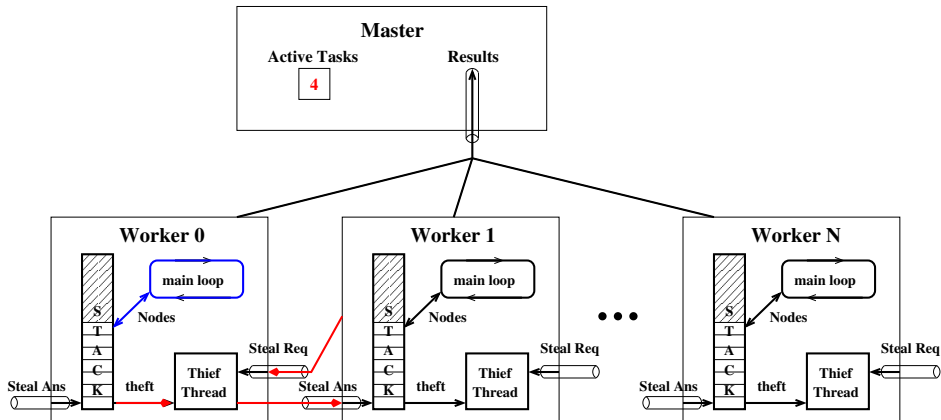 Master
Active Tasks
Results
4
Worker 0
Worker 1
Worker N
main loop
main loop
main loop
S
T
A
C
K
S
T
A
C
K
S
T
A
C
K
Nodes
Nodes
Nodes
Steal Req
Steal Req
Steal Req
Steal Ans
theft
Thief
Thread
Steal Ans
theft
Thief
Thread
Steal Ans
theft
Thief
Thread